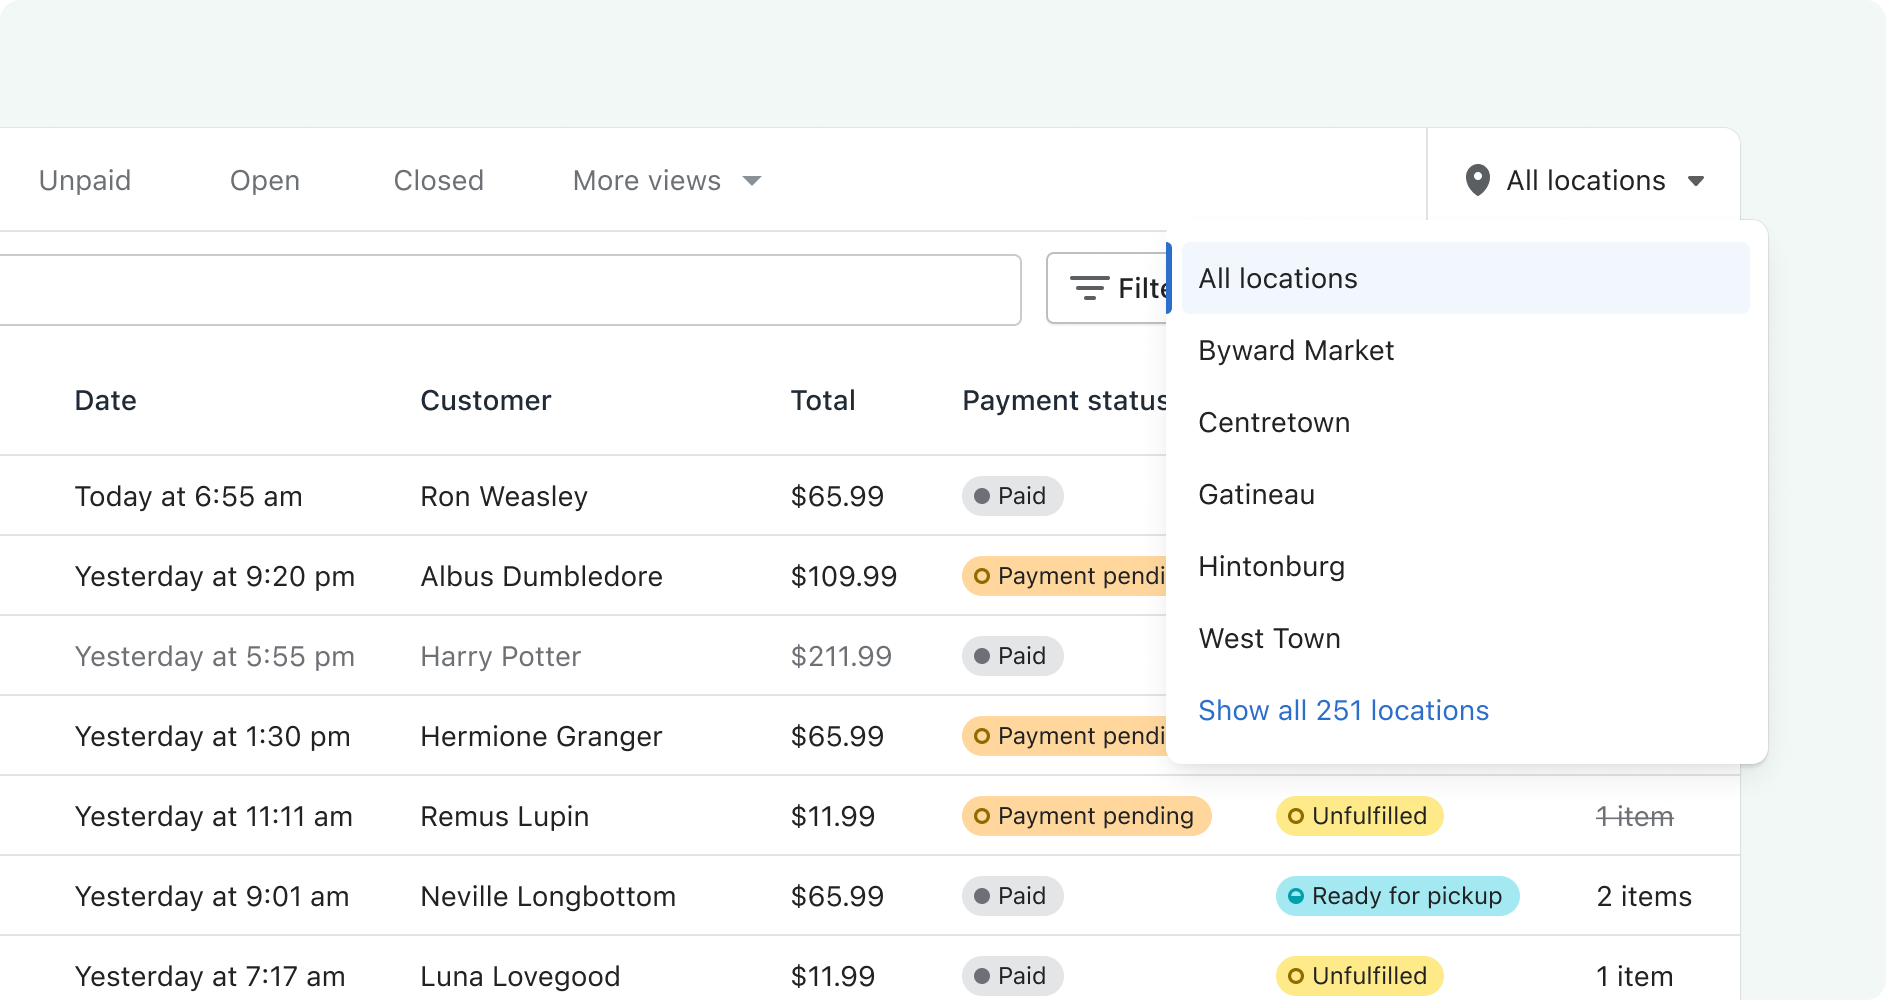 Unpaid Open Closed More views All locations
Filte
All locations
Byward Market
Centretown
Gatineau
Hintonburg
West Town
Show all 251 locations
Date Customer Total Payment status
Today at 6:55 am Ron Weasley $65.99 Paid
Yesterday at 9:20 pm Albus Dumbledore $109.99 Payment pendi
Yesterday at 5:55 pm Harry Potter $211.99 Paid
Yesterday at 1:30 pm Hermione Granger $65.99 Payment pendi
Yesterday at 11:11 am Remus Lupin $11.99 Payment pending Unfulfilled 1 item
Yesterday at 9:01 am Neville Longbottom $65.99 Paid Ready for pickup 2 items
Yesterday at 7:17 am Luna Lovegood $11.99 Paid Unfulfilled 1 item